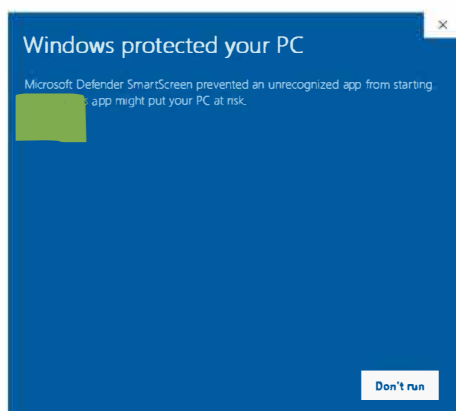 Windows protected your PC
Microsoft Defender SmartScreen prevented an unrecognized app from starting.
app might put your PC at risk.
Don't run